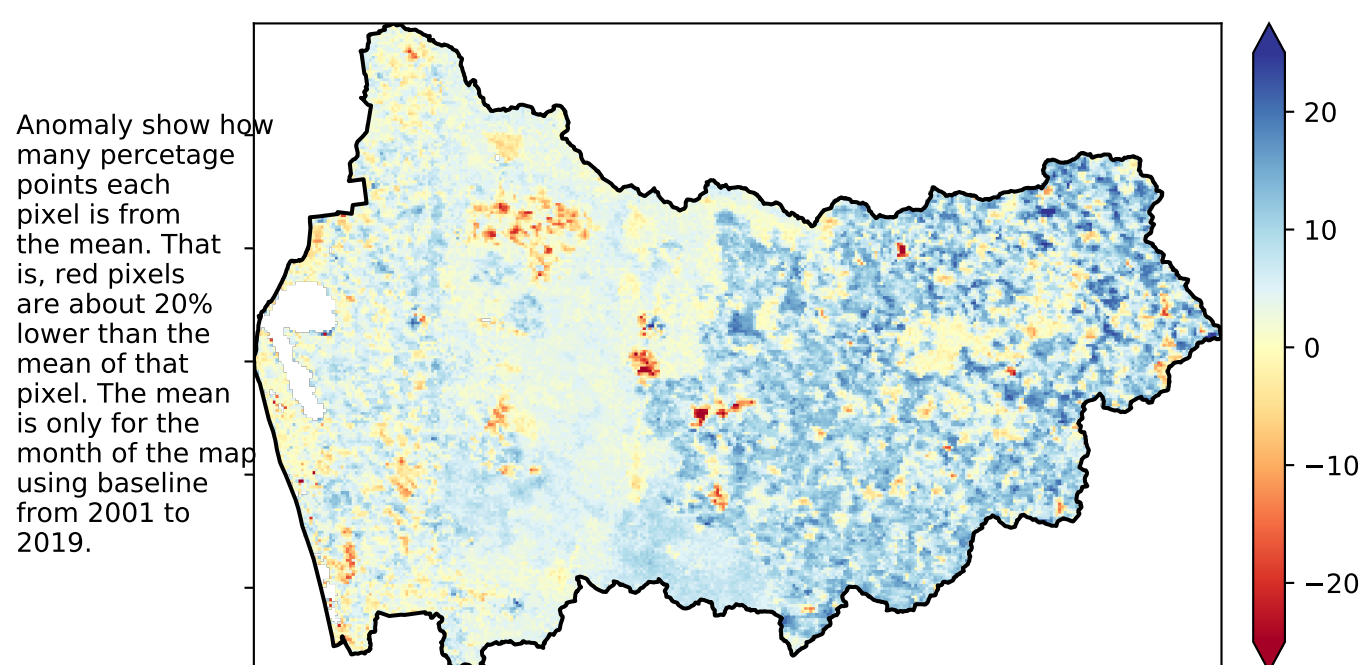 Anomaly show how
many percetage
points each
pixel is from
the mean. That
is, red pixels
are about 20%
lower than the
mean of that
pixel. The mean
is only for the
month of the map
using baseline
from 2001 to
2019.
20
10
0
−10
−20